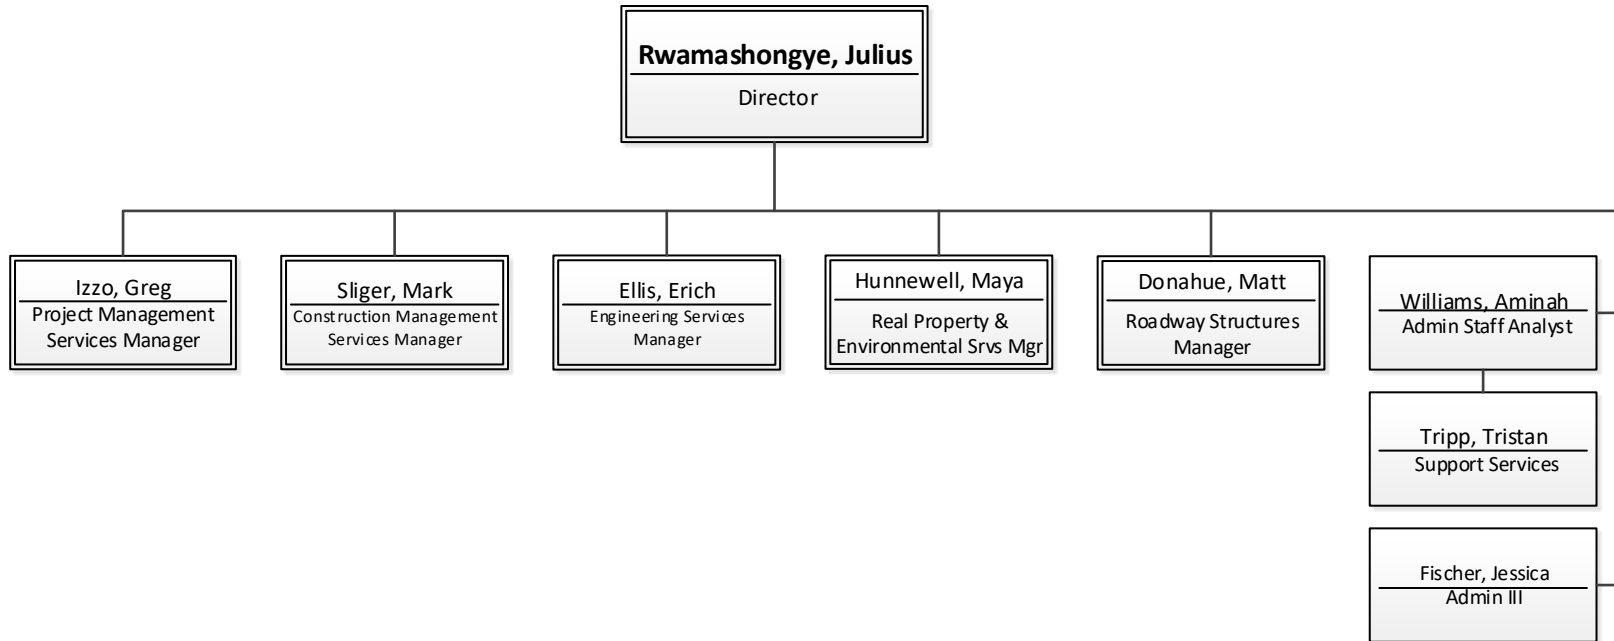 Rwamashongye, Julius
Director
Izzo, Greg
Project Management
Services Manager
Sliger, Mark
Construction Management
Services Manager
Ellis, Erich
Engineering Services
Manager
Hunnewell, Maya
Real Property &
Environmental Srvs Mgr
Donahue, Matt
Roadway Structures
Manager
Williams, Aminah
Admin Staff Analyst
Tripp, Tristan
Support Services
Fischer, Jessica
Admin III